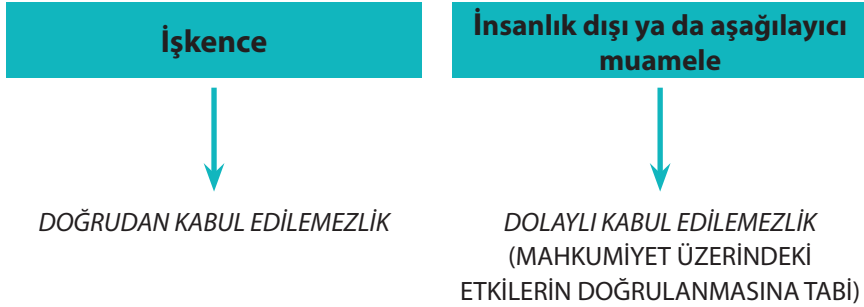 İşkence
İnsanlık dışı ya da aşağılayıcı
muamele
DOĞRUDAN KABUL EDİLEMEZLİK
DOLAYLI KABUL EDİLEMEZLİK
(MAHKUMİYET ÜZERİNDEKİ
ETKİLERİN DOĞRULANMASINA TABİ)